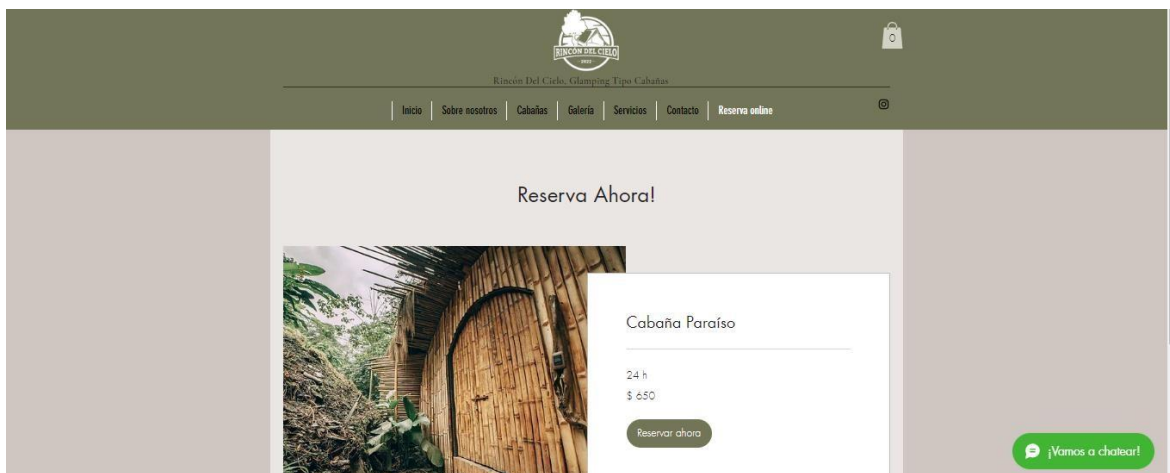 RINCÓN DEL CIELO
0
Rincón Del Cielo, Glamping Tipo Cabañas
Inicio Sobre nosotros Cabañas Galería Servicios Contacto Reserva online
Reserva Ahora!
Cabaña Paraíso
24 h
$ 650
Reservar ahora
¡Vamos a chatear!